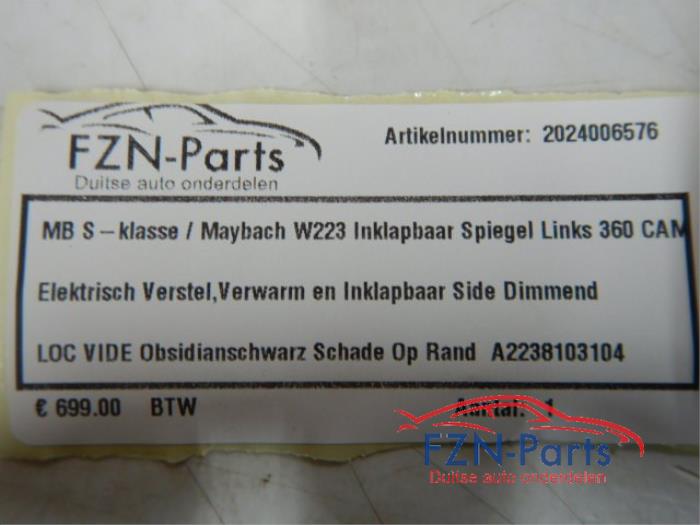 FZN-Parts
Duitse auto onderdelen
Artikelnummer: 2024006576
MB S-klasse / Maybach W223 Inklapbaar Spiegel Links 360 CAM
Elektrisch Verstel,Verwarm en Inklapbaar Side Dimmend
LOC VIDE Obsidianschwarz Schade Op Rand A2238103104
€ 699.00 BTW
Aantal: 1
FZN-Parts
Duitse auto onderdelen